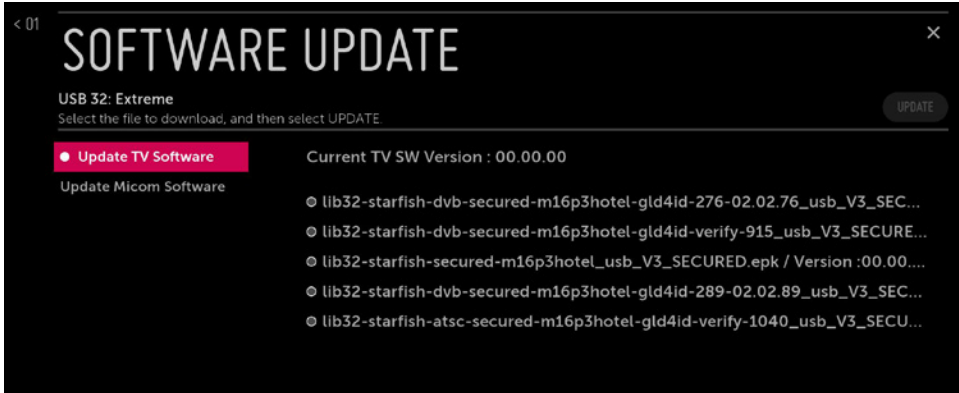 < 01
SOFTWARE UPDATE
USB 32: Extreme
Select the file to download, and then select UPDATE.
UPDATE
Update TV Software
Current TV SW Version : 00.00.00
Update Micom Software
lib32-starfish-dvb-secured-m16p3hotel-gld4id-276-02.02.76_usb_V3_SEC...
lib32-starfish-dvb-secured-m16p3hotel-gld4id-verify-915_usb_V3_SECURE...
lib32-starfish-secured-m16p3hotel_usb_V3_SECURED.epk / Version :00.00....
lib32-starfish-dvb-secured-m16p3hotel-gld4id-289-02.02.89_usb_V3_SEC...
lib32-starfish-atsc-secured-m16p3hotel-gld4id-verify-1040_usb_V3_SECU...